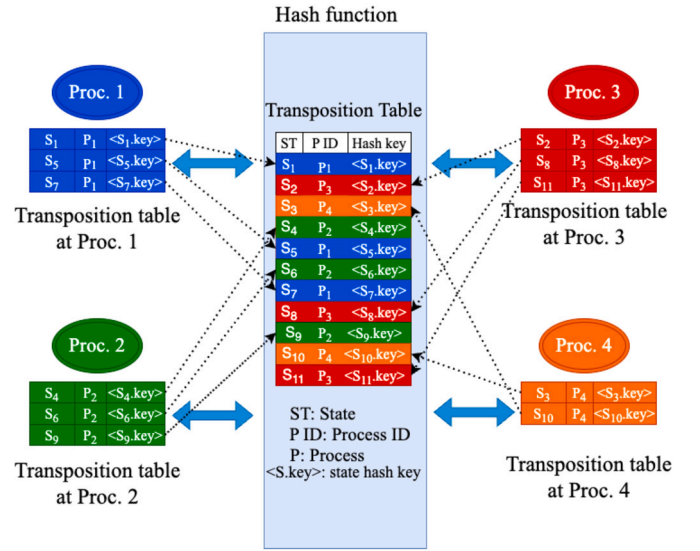 Hash function
Proc. 1
S1 P1 <S1.key>
S5 P1 <S5.key>
S7 P1 <S7.key>
Transposition table
at Proc. 1
Proc. 2
S4 P2 <S4.key>
S6 P2 <S6.key>
S9 P2 <S9.key>
Transposition table
at Proc. 2
Transposition Table
ST P ID Hash key
S1 P1 <S1.key>
S2 P3 <S2.key>
S3 P4 <S3.key>
S4 P2 <S4.key>
S5 P1 <S5.key>
S6 P2 <S6.key>
S7 P1 <S7.key>
S8 P3 <S8.key>
S9 P2 <S9.key>
S10 P4 <S10.key>
S11 P3 <S11.key>
ST: State
P ID: Process ID
P: Process
<S.key>: state hash key
Proc. 3
S2 P3 <S2.key>
S8 P3 <S8.key>
S11 P3 <S11.key>
Transposition table
at Proc. 3
Proc. 4
S3 P4 <S3.key>
S10 P4 <S10.key>
Transposition table
at Proc. 4